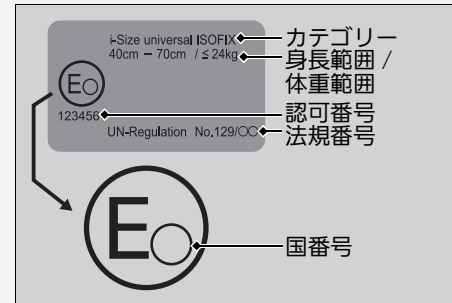 i-Size universal ISOFIX
カテゴリー
40cm − 70cm / ≤ 24kg
身長範囲 /
体重範囲
E○
123456
認可番号
UN-Regulation No.129/○○
法規番号
E○
国番号